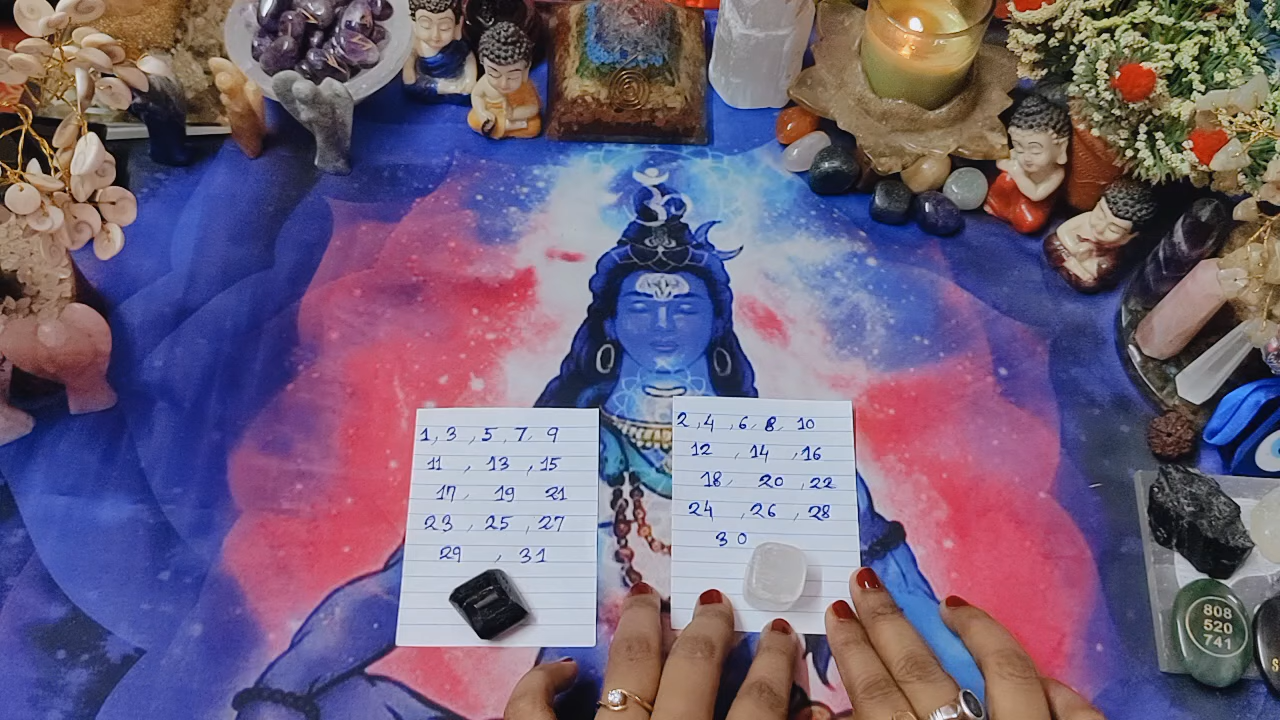 1, 3 , 5 , 7, 9
11 , 13 , 15
17, 19 21
23 , 25 , 27
29 , 31
2 , 4 , 6 , 8, 10
12 , 14 , 16
18, 20 , 22
24 , 26 , 28
30
ॐ
808
520
741